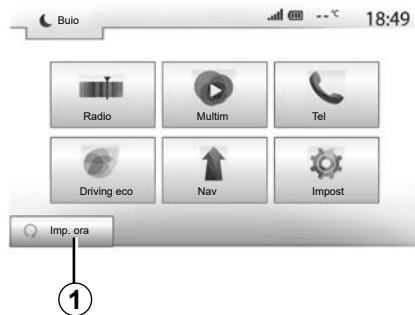 Buio --°C 18:49
Radio Multim Tel
Driving eco Nav Impost
Imp. ora
1